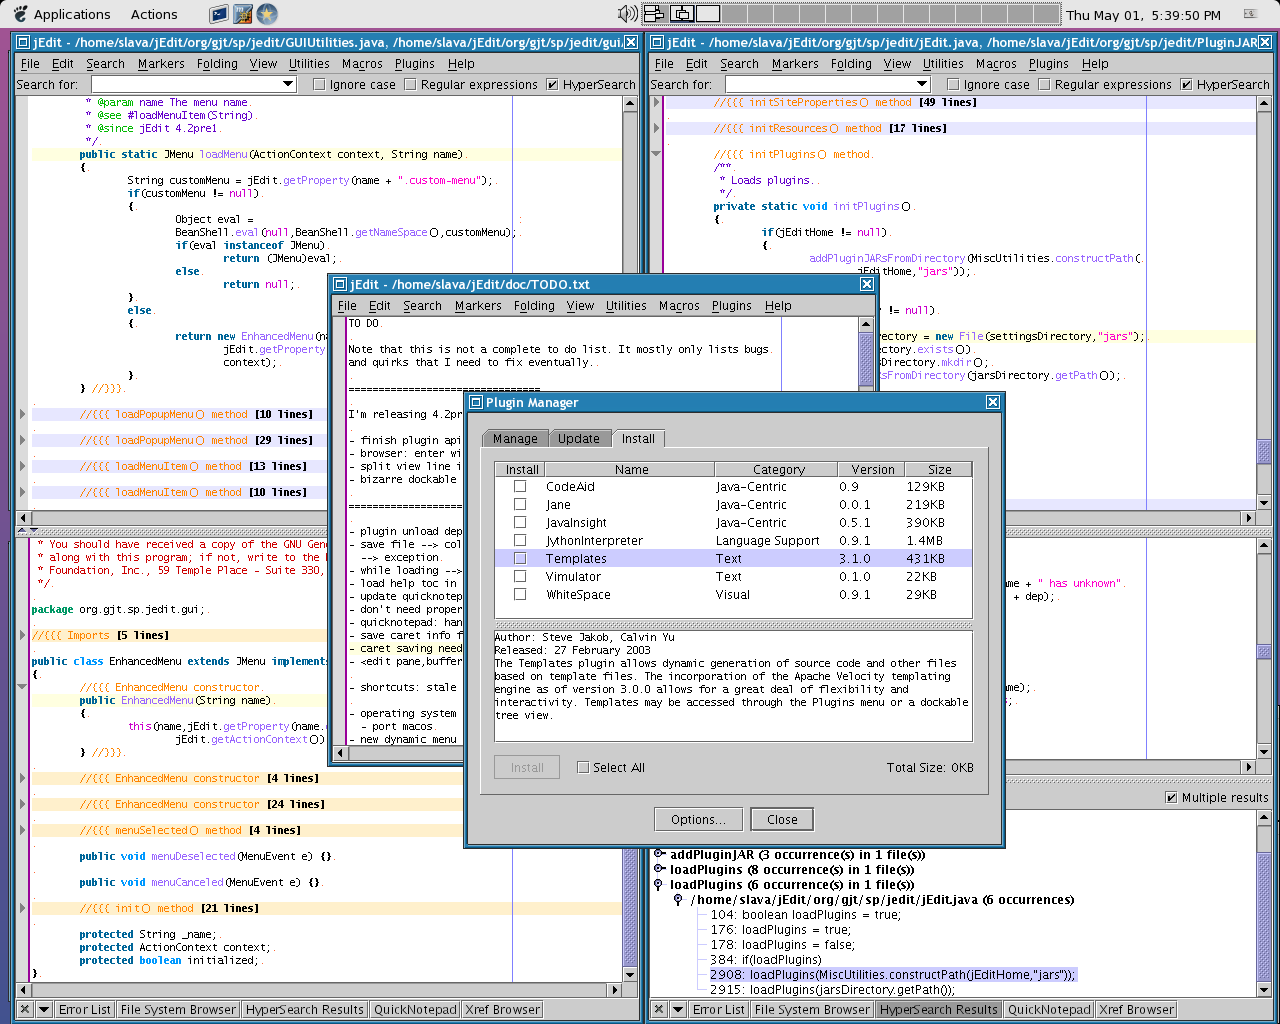 Applications Actions Thu May 01, 5:39:50 PM
jEdit - /home/slava/jEdit/org/gjt/sp/jedit/GUIUtilities.java, /home/slava/jEdit/org/gjt/sp/jedit/gui.
File Edit Search Markers Folding View Utilities Macros Plugins Help
Search for: Ignore case Regular expressions HyperSearch
* @param name The menu name.
* @see #loadMenuItem(String).
* @since jEdit 4.2pre1.
*/.
public static JMenu loadMenu(ActionContext context, String name).
{.
String customMenu = jEdit.getProperty(name + ".custom-menu");.
if(customMenu != null).
{.
Object eval =
BeanShell.eval(null,BeanShell.getNameSpace(),customMenu);.
if(eval instanceof JMenu).
return (JMenu)eval;.
else.
return null;.
}.
else.
{.
return new EnhancedMenu(n
jEdit.getProperty
context);.
}.
} //}}}.
.
//{{{ loadPopupMenu() method [10 lines]
.
//{{{ loadPopupMenu() method [29 lines]
.
//{{{ loadMenuItem() method [13 lines]
.
//{{{ loadMenuItem() method [10 lines]
* You should have received a copy of the GNU Gen
* along with this program; if not, write to the
* Foundation, Inc., 59 Temple Place - Suite 330,
*/.
.
package org.gjt.sp.jedit.gui;.
.
//{{{ Imports [5 lines]
.
public class EnhancedMenu extends JMenu implements
{.
//{{{ EnhancedMenu constructor.
public EnhancedMenu(String name).
{.
this(name,jEdit.getProperty(name.
jEdit.getActionContext()
} //}}}.
.
//{{{ EnhancedMenu constructor [4 lines]
.
//{{{ EnhancedMenu constructor [24 lines]
.
//{{{ menuSelected() method [4 lines]
.
public void menuDeselected(MenuEvent e) {}.
.
public void menuCanceled(MenuEvent e) {}.
.
//{{{ init() method [21 lines]
.
protected String _name;.
protected ActionContext context;.
protected boolean initialized;.
}.
Error List File System Browser HyperSearch Results QuickNotepad Xref Browser
jEdit - /home/slava/jEdit/org/gjt/sp/jedit/jEdit.java, /home/slava/jEdit/org/gjt/sp/jedit/PluginJAR
File Edit Search Markers Folding View Utilities Macros Plugins Help
Search for: Ignore case Regular expressions HyperSearch
//{{{ initSiteProperties() method [49 lines]
.
//{{{ initResources() method [17 lines]
.
//{{{ initPlugins() method.
/**.
* Loads plugins..
*/.
private static void initPlugins().
{.
if(jEditHome != null).
{.
addPluginJARsFromDirectory(MiscUtilities.constructPath(.
jEditHome,"jars"));.
y != null).
irectory = new File(settingsDirectory,"jars");.
ectory.exists().
sDirectory.mkdir();.
RsFromDirectory(jarsDirectory.getPath());.
ame + " has unknown".
+ dep);.
ame);.
s;.
Multiple results
addPluginJAR (3 occurrence(s) in 1 file(s))
loadPlugins (8 occurrence(s) in 1 file(s))
loadPlugins (6 occurrence(s) in 1 file(s))
/home/slava/jEdit/org/gjt/sp/jedit/jEdit.java (6 occurrences)
104: boolean loadPlugins = true;
176: loadPlugins = true;
178: loadPlugins = false;
384: if(loadPlugins)
2908: loadPlugins(MiscUtilities.constructPath(jEditHome,"jars"));
2915: loadPlugins(jarsDirectory.getPath());
Error List File System Browser HyperSearch Results QuickNotepad Xref Browser
jEdit - /home/slava/jEdit/doc/TODO.txt
File Edit Search Markers Folding View Utilities Macros Plugins Help
TO DO.
.
Note that this is not a complete to do list. It mostly only lists bugs.
and quirks that I need to fix eventually..
.
==============================
.
I'm releasing 4.2pr
.
- finish plugin api
- browser: enter wi
- split view line i
- bizarre dockable
.
- plugin unload dep
- save file --> col
--> exception.
- while loading -->
- load help toc in
- update quicknotep
- don't need proper
- quicknotepad: han
- save caret info f
- caret saving need
- <edit pane,buffer
.
- shortcuts: stale
.
- operating system
- port macos.
- new dynamic menu
Plugin Manager
Manage Update Install
Install Name Category Version Size
CodeAid Java-Centric 0.9 129KB
Jane Java-Centric 0.0.1 219KB
JavaInsight Java-Centric 0.5.1 390KB
JythonInterpreter Language Support 0.9.1 1.4MB
Templates Text 3.1.0 431KB
Vimulator Text 0.1.0 22KB
WhiteSpace Visual 0.9.1 29KB
Author: Steve Jakob, Calvin Yu
Released: 27 February 2003
The Templates plugin allows dynamic generation of source code and other files
based on template files. The incorporation of the Apache Velocity templating
engine as of version 3.0.0 allows for a great deal of flexibility and
interactivity. Templates may be accessed through the Plugins menu or a dockable
tree view.
Install Select All Total Size: 0KB
Options... Close